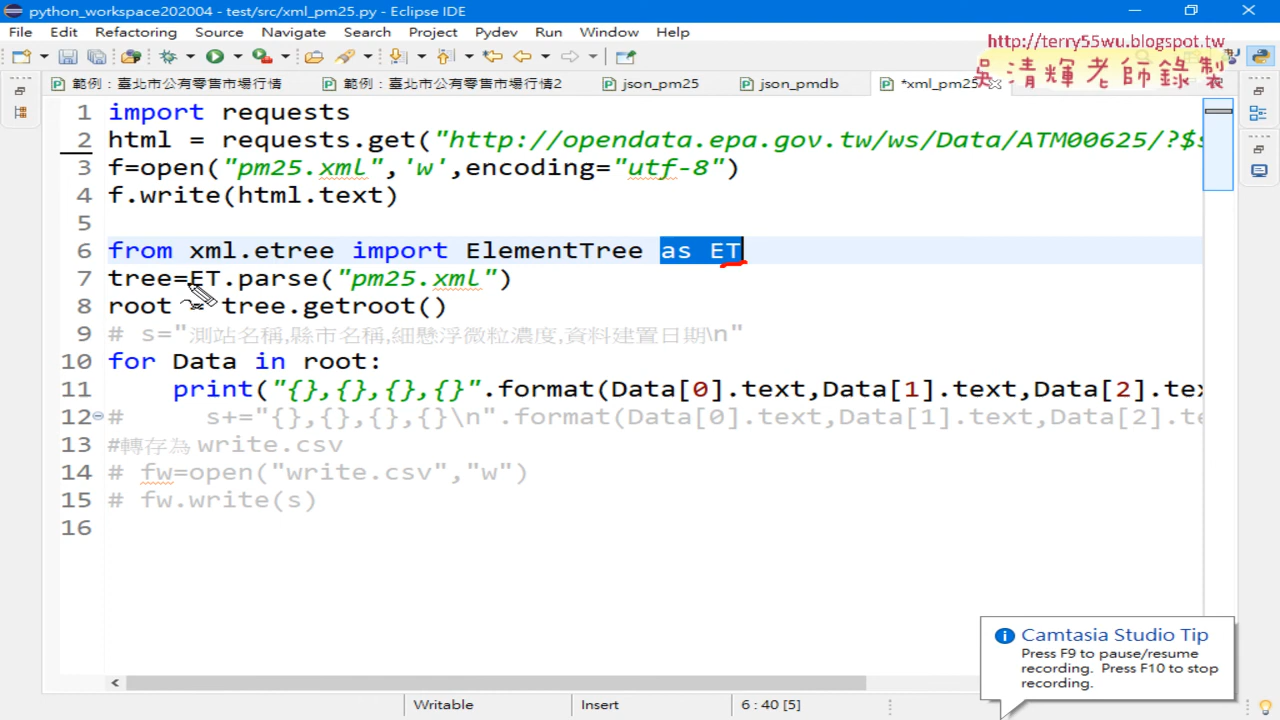 python_workspace202004 - test/src/xml_pm25.py - Eclipse IDE
File Edit Refactoring Source Navigate Search Project Pydev Run Window Help
http://terry55wu.blogspot.tw
吳清輝老師錄製
範例：臺北市公有零售市場行情 範例：臺北市公有零售市場行情2 json_pm25 json_pmdb *xml_pm25
1 import requests
2 html = requests.get("http://opendata.epa.gov.tw/ws/Data/ATM00625/?$s
3 f=open("pm25.xml",'w',encoding="utf-8")
4 f.write(html.text)
5
6 from xml.etree import ElementTree as ET
7 tree=ET.parse("pm25.xml")
8 root = tree.getroot()
9 # s="測站名稱,縣市名稱,細懸浮微粒濃度,資料建置日期\n"
10 for Data in root:
11 print("{},{},{},{}".format(Data[0].text,Data[1].text,Data[2].tex
12 # s+="{},{},{},{}\n".format(Data[0].text,Data[1].text,Data[2].te
13 #轉存為 write.csv
14 # fw=open("write.csv","w")
15 # fw.write(s)
16
Camtasia Studio Tip
Press F9 to pause/resume
recording. Press F10 to stop
recording.
Writable Insert 6 : 40 [5]